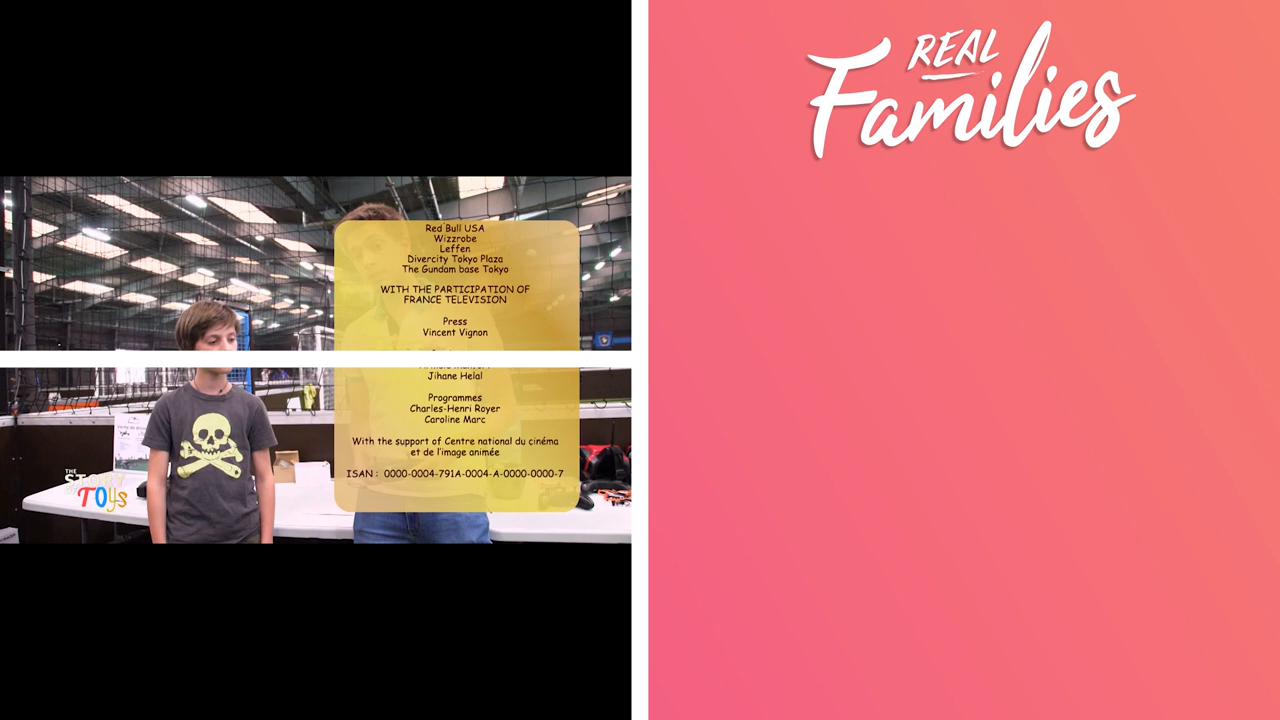 Red Bull USA
Wizzrobe
Leffen
Divercity Tokyo Plaza
The Gundam base Tokyo
WITH THE PARTICIPATION OF
FRANCE TELEVISION
Press
Vincent Vignon
Jihane Helal
Programmes
Charles-Henri Royer
Caroline Marc
With the support of Centre national du cinéma
et de l'image animée
ISAN : 0000-0004-791A-0004-A-0000-0000-7
THE
STORY
TOYS
REAL
Families